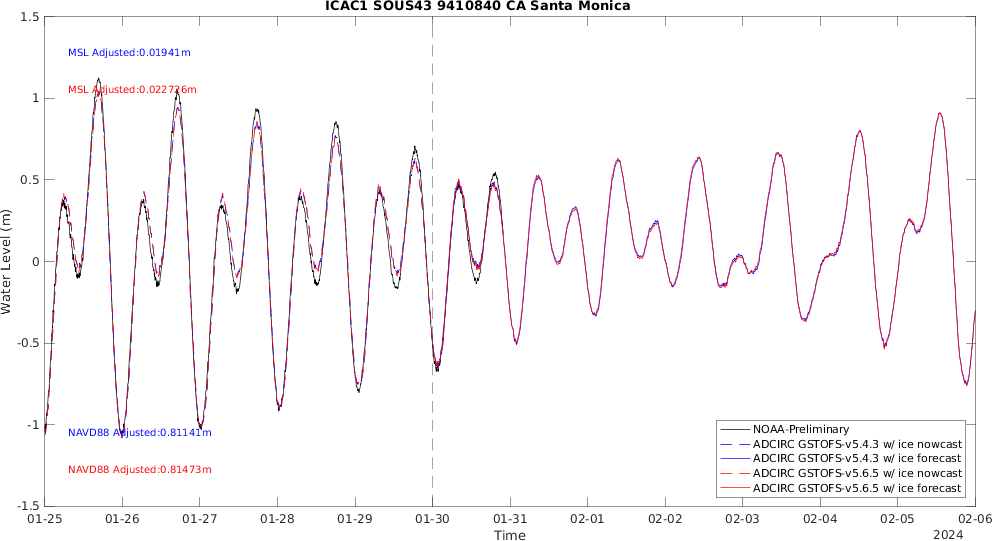 ICAC1 SOUS43 9410840 CA Santa Monica
1.5
MSL Adjusted:0.01941m
MSL Adjusted:0.022726m
1
0.5
0
-0.5
-1
-1.5
Water Level (m)
NAVD88 Adjusted:0.81141m
NAVD88 Adjusted:0.81473m
NOAA-Preliminary
ADCIRC GSTOFS-v5.4.3 w/ ice nowcast
ADCIRC GSTOFS-v5.4.3 w/ ice forecast
ADCIRC GSTOFS-v5.6.5 w/ ice nowcast
ADCIRC GSTOFS-v5.6.5 w/ ice forecast
01-25 01-26 01-27 01-28 01-29 01-30 01-31 02-01 02-02 02-03 02-04 02-05 02-06
Time
2024